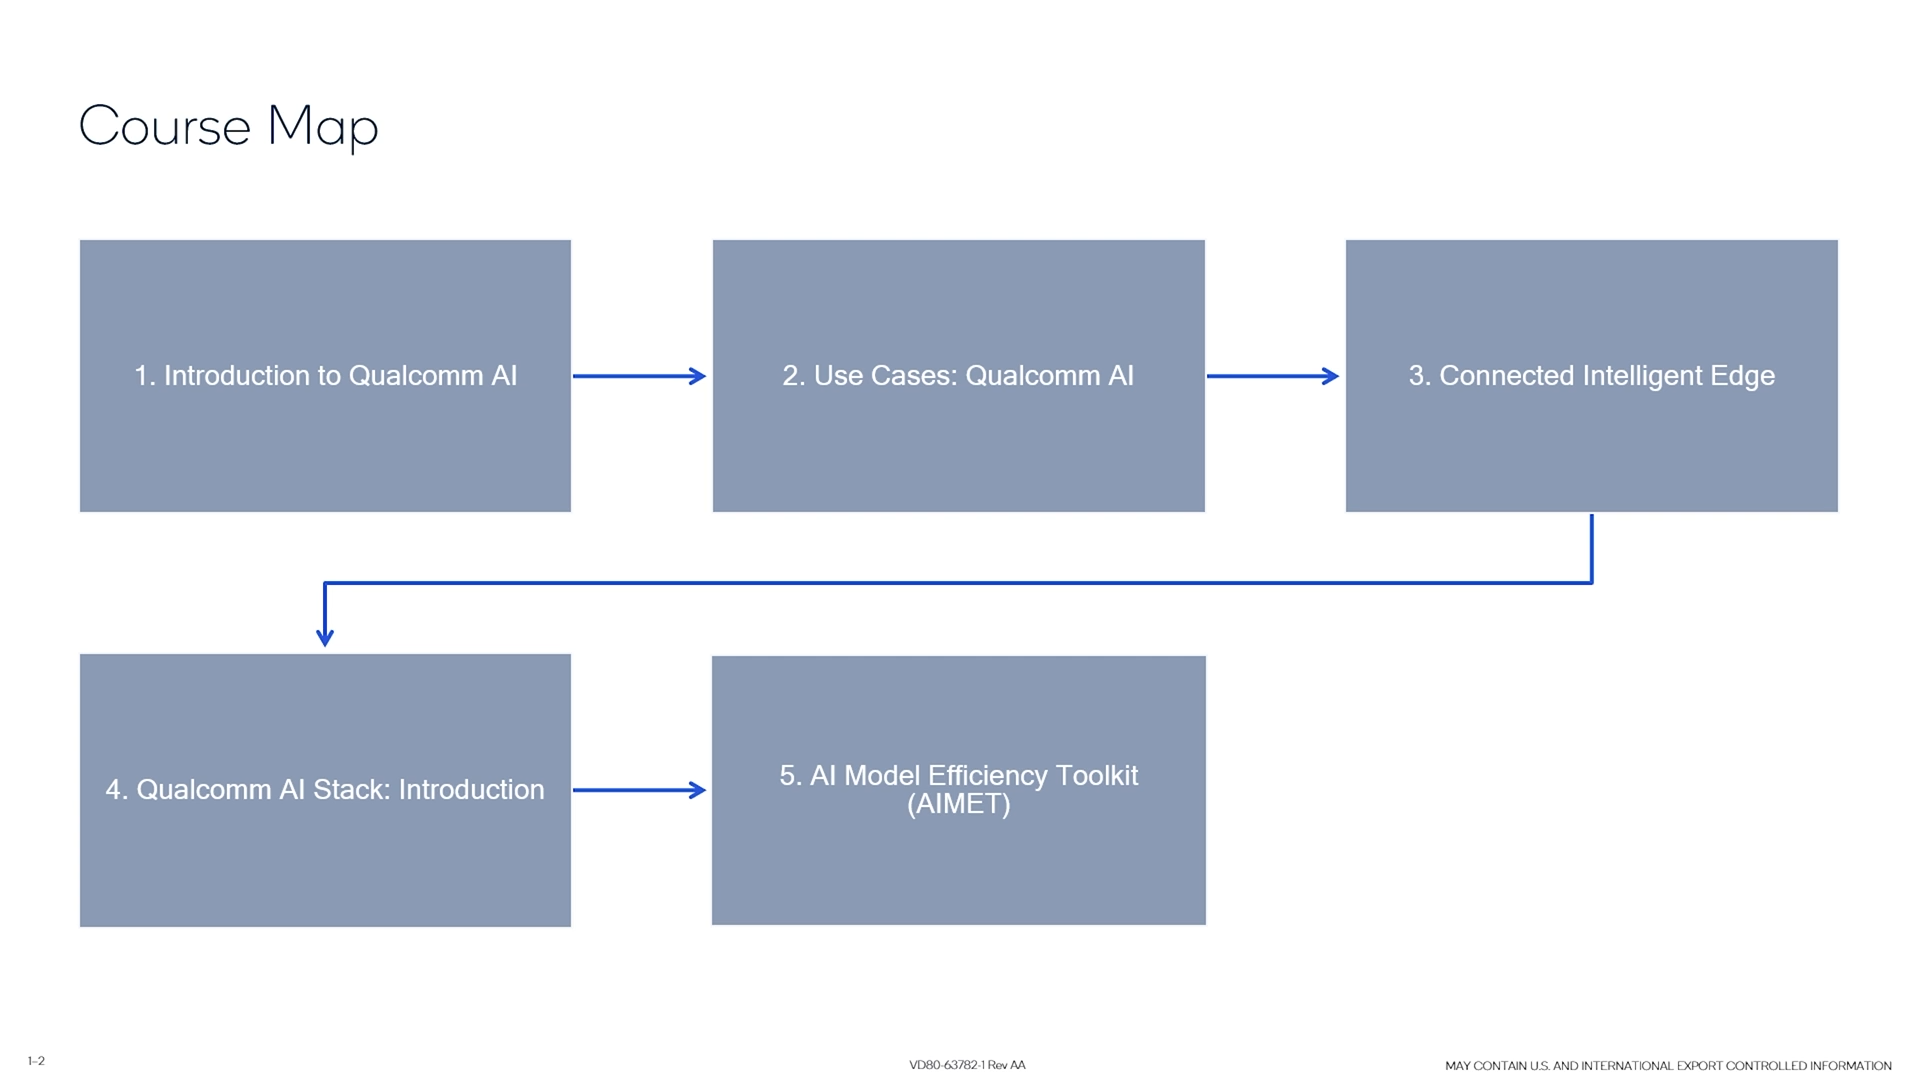 Course Map
1. Introduction to Qualcomm AI
2. Use Cases: Qualcomm AI
3. Connected Intelligent Edge
4. Qualcomm AI Stack: Introduction
5. AI Model Efficiency Toolkit
(AIMET)
1-2
VD80-63782-1 Rev AA
MAY CONTAIN U.S. AND INTERNATIONAL EXPORT CONTROLLED INFORMATION